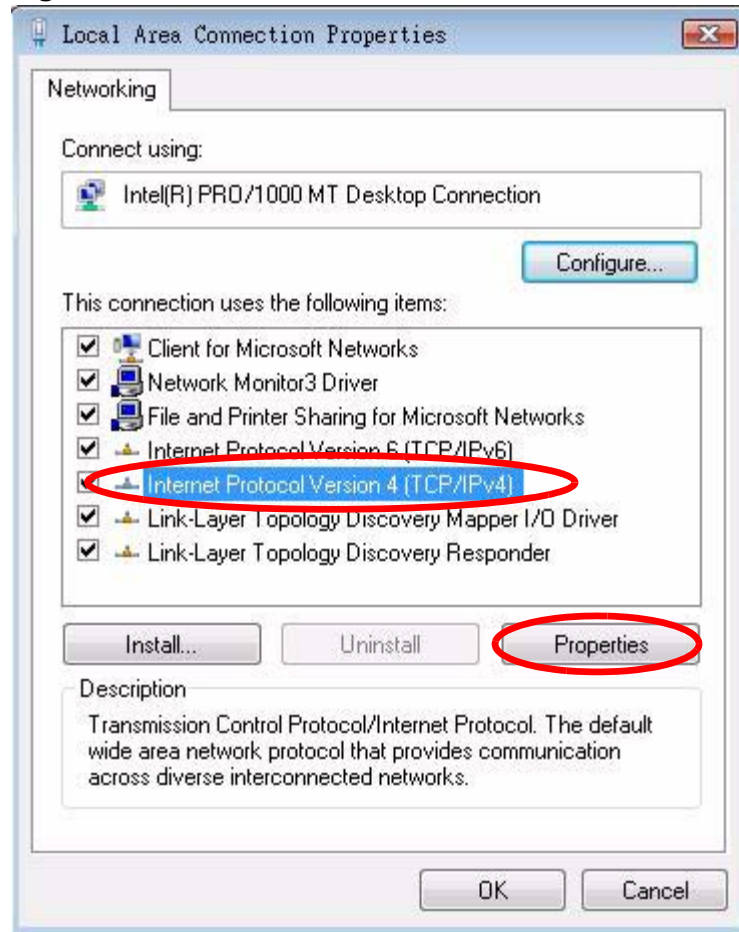 Local Area Connection Properties
Networking
Connect using:
Intel(R) PRO/1000 MT Desktop Connection
Configure...
This connection uses the following items:
Client for Microsoft Networks
Network Monitor3 Driver
File and Printer Sharing for Microsoft Networks
Internet Protocol Version 6 (TCP/IPv6)
Internet Protocol Version 4 (TCP/IPv4)
Link-Layer Topology Discovery Mapper I/O Driver
Link-Layer Topology Discovery Responder
Install...
Uninstall
Properties
Description
Transmission Control Protocol/Internet Protocol. The default
wide area network protocol that provides communication
across diverse interconnected networks.
OK
Cancel